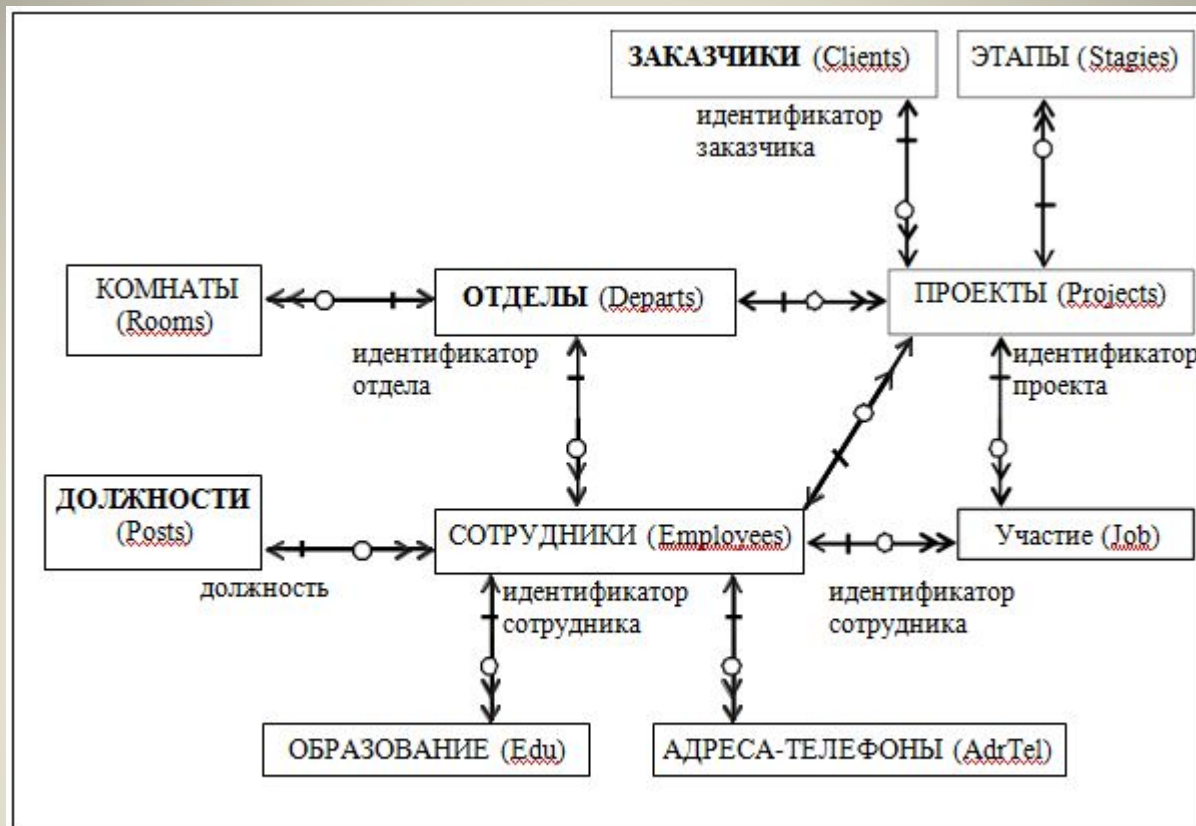 ЗАКАЗЧИКИ (Clients)
ЭТАПЫ (Stagies)
идентификатор
заказчика
КОМНАТЫ
(Rooms)
ОТДЕЛЫ (Departs)
ПРОЕКТЫ (Projects)
идентификатор
отдела
идентификатор
проекта
ДОЛЖНОСТИ
(Posts)
СОТРУДНИКИ (Employees)
Участие (Job)
должность
идентификатор
сотрудника
идентификатор
сотрудника
ОБРАЗОВАНИЕ (Edu)
АДРЕСА-ТЕЛЕФОНЫ (AdrTel)